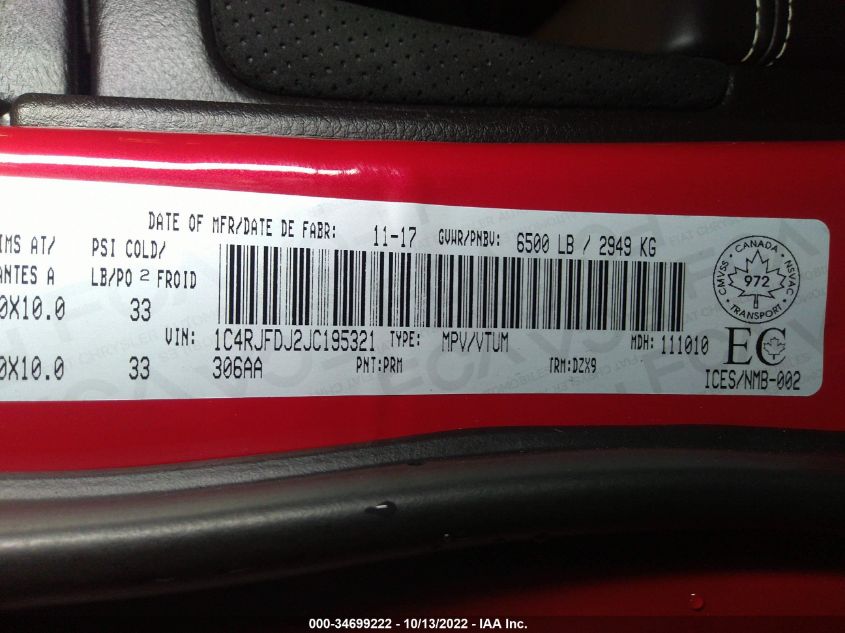 DATE OF MFR/DATE DE FABR: 11-17 GVWR/PNBV: 6500 LB / 2949 KG
IMS AT/ PSI COLD/
ANTES A LB/PO 2 FROID
0X10.0 33
VIN: 1C4RJFDJ2JC195321 TYPE: MPV/VTUM MDH: 111010
0X10.0 33 306AA PNT:PRM TRM:DZX9
CANADA
CMVSS 972 NSVAC
TRANSPORT
EC
ICES/NMB-002
000-34699222 - 10/13/2022 - IAA Inc.